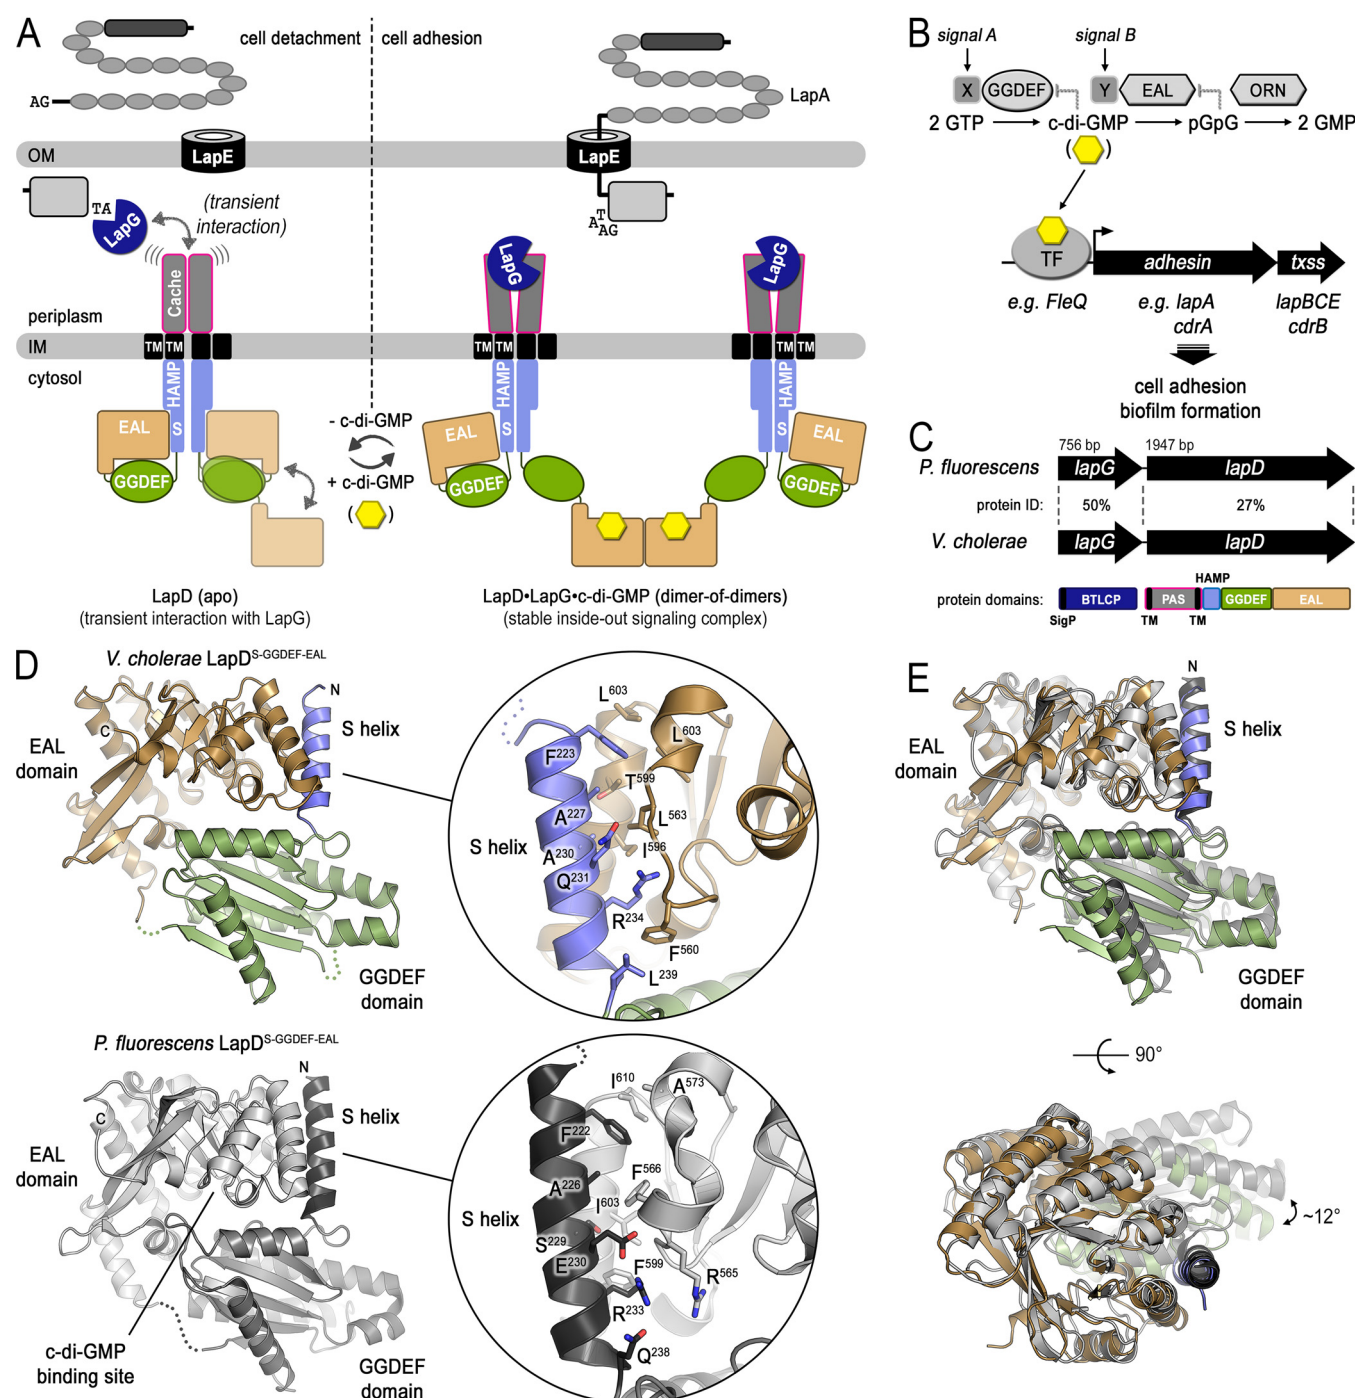 A
cell detachment
cell adhesion
AG
LapA
OM
LapE
LapE
TA
LapG
(transient
interaction)
A
T
AG
LapG
LapG
Cache
periplasm
IM
TM
TM
TM
TM
TM
TM
cytosol
HAMP
HAMP
HAMP
EAL
S
GGDEF
- c-di-GMP
+ c-di-GMP
( )
EAL
S
GGDEF
S
EAL
GGDEF
LapD (apo)
(transient interaction with LapG)
LapD•LapG•c-di-GMP (dimer-of-dimers)
(stable inside-out signaling complex)
B
signal A
signal B
X
GGDEF
Y
EAL
ORN
2 GTP
c-di-GMP
pGpG
2 GMP
( )
TF
adhesin
txss
e.g. FleQ
e.g. lapA
cdrA
lapBCE
cdrB
cell adhesion
biofilm formation
C
756 bp
1947 bp
P. fluorescens
lapG
lapD
protein ID:
50%
27%
V. cholerae
lapG
lapD
HAMP
protein domains:
BTLCP
PAS
GGDEF
EAL
SigP
TM
TM
D
V. cholerae LapD^S-GGDEF-EAL
N
S helix
C
EAL
domain
GGDEF
domain
L603
L603
F223
T599
A227
L563
S helix
A230
I596
Q231
R234
F560
L239
P. fluorescens LapD^S-GGDEF-EAL
N
S helix
C
EAL
domain
c-di-GMP
binding site
GGDEF
domain
I610
A573
F222
F566
A226
I603
S helix
S229
E230
F599
R565
R233
Q238
E
N
S helix
EAL
domain
GGDEF
domain
90°
~12°